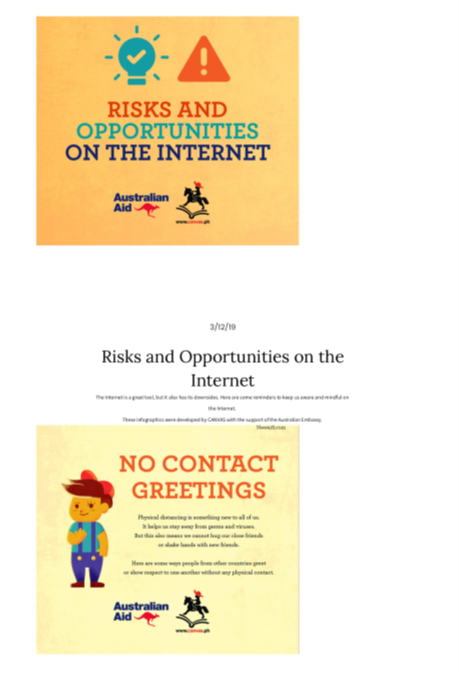 RISKS AND
OPPORTUNITIES
ON THE INTERNET
Australian
Aid
www.canvas.ph
3/12/19
Risks and Opportunities on the
Internet
The Internet is a great tool, but it also has its downsides. Here are some reminders to keep us aware and mindful on
the Internet.
These infographics were developed by CANVAS with the support of the Australian Embassy.
NO CONTACT
GREETINGS
Physical distancing is something new to all of us.
It helps us stay away from germs and viruses.
But this also means we cannot hug our close friends
or shake hands with new friends.
Here are some ways people from other countries greet
or show respect to one another without any physical contact.
Australian
Aid
www.canvas.ph